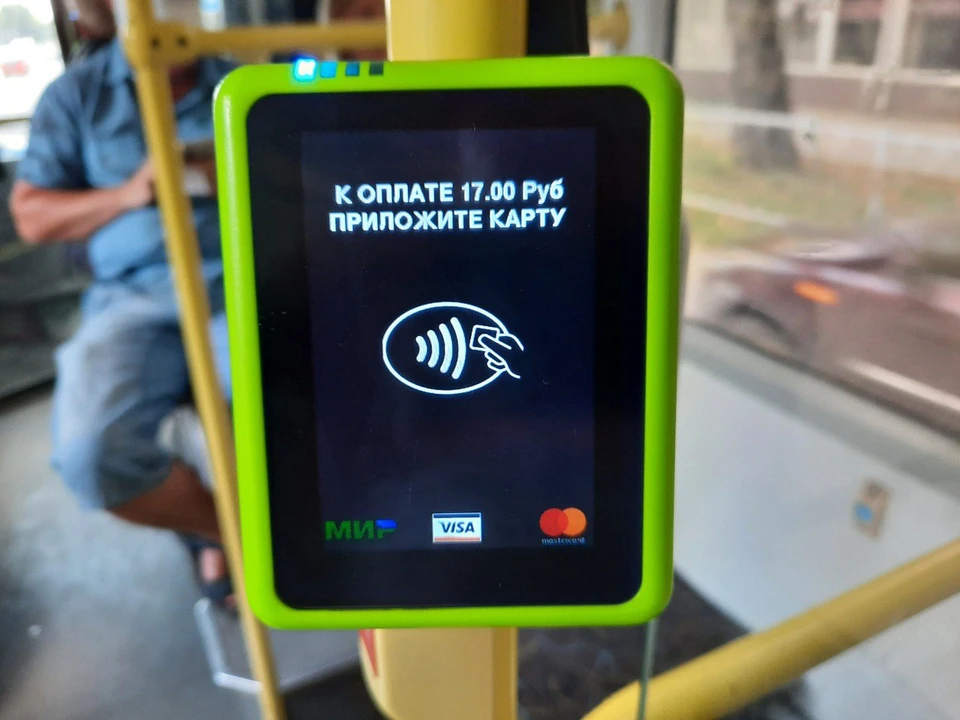 К ОПЛАТЕ 17.00 Руб
ПРИЛОЖИТЕ КАРТУ
МИР
VISA
mastercard